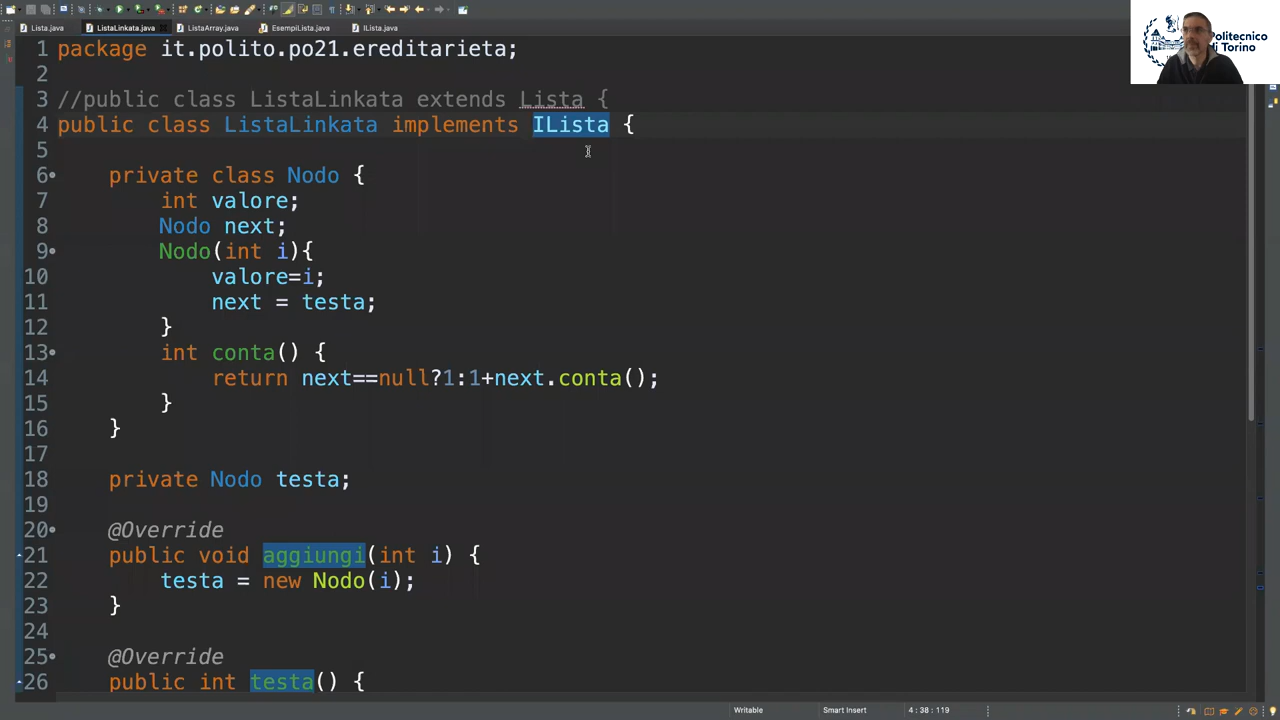 Lista.java
ListaLinkata.java
ListaArray.java
EsempiLista.java
ILista.java
Politecnico
di Torino
1 package it.polito.po21.ereditarieta;
2
3 //public class ListaLinkata extends Lista {
4 public class ListaLinkata implements ILista {
5
6 private class Nodo {
7 int valore;
8 Nodo next;
9 Nodo(int i){
10 valore=i;
11 next = testa;
12 }
13 int conta() {
14 return next==null?1:1+next.conta();
15 }
16 }
17
18 private Nodo testa;
19
20 @Override
21 public void aggiungi(int i) {
22 testa = new Nodo(i);
23 }
24
25 @Override
26 public int testa() {
Writable
Smart Insert
4 : 38 : 119